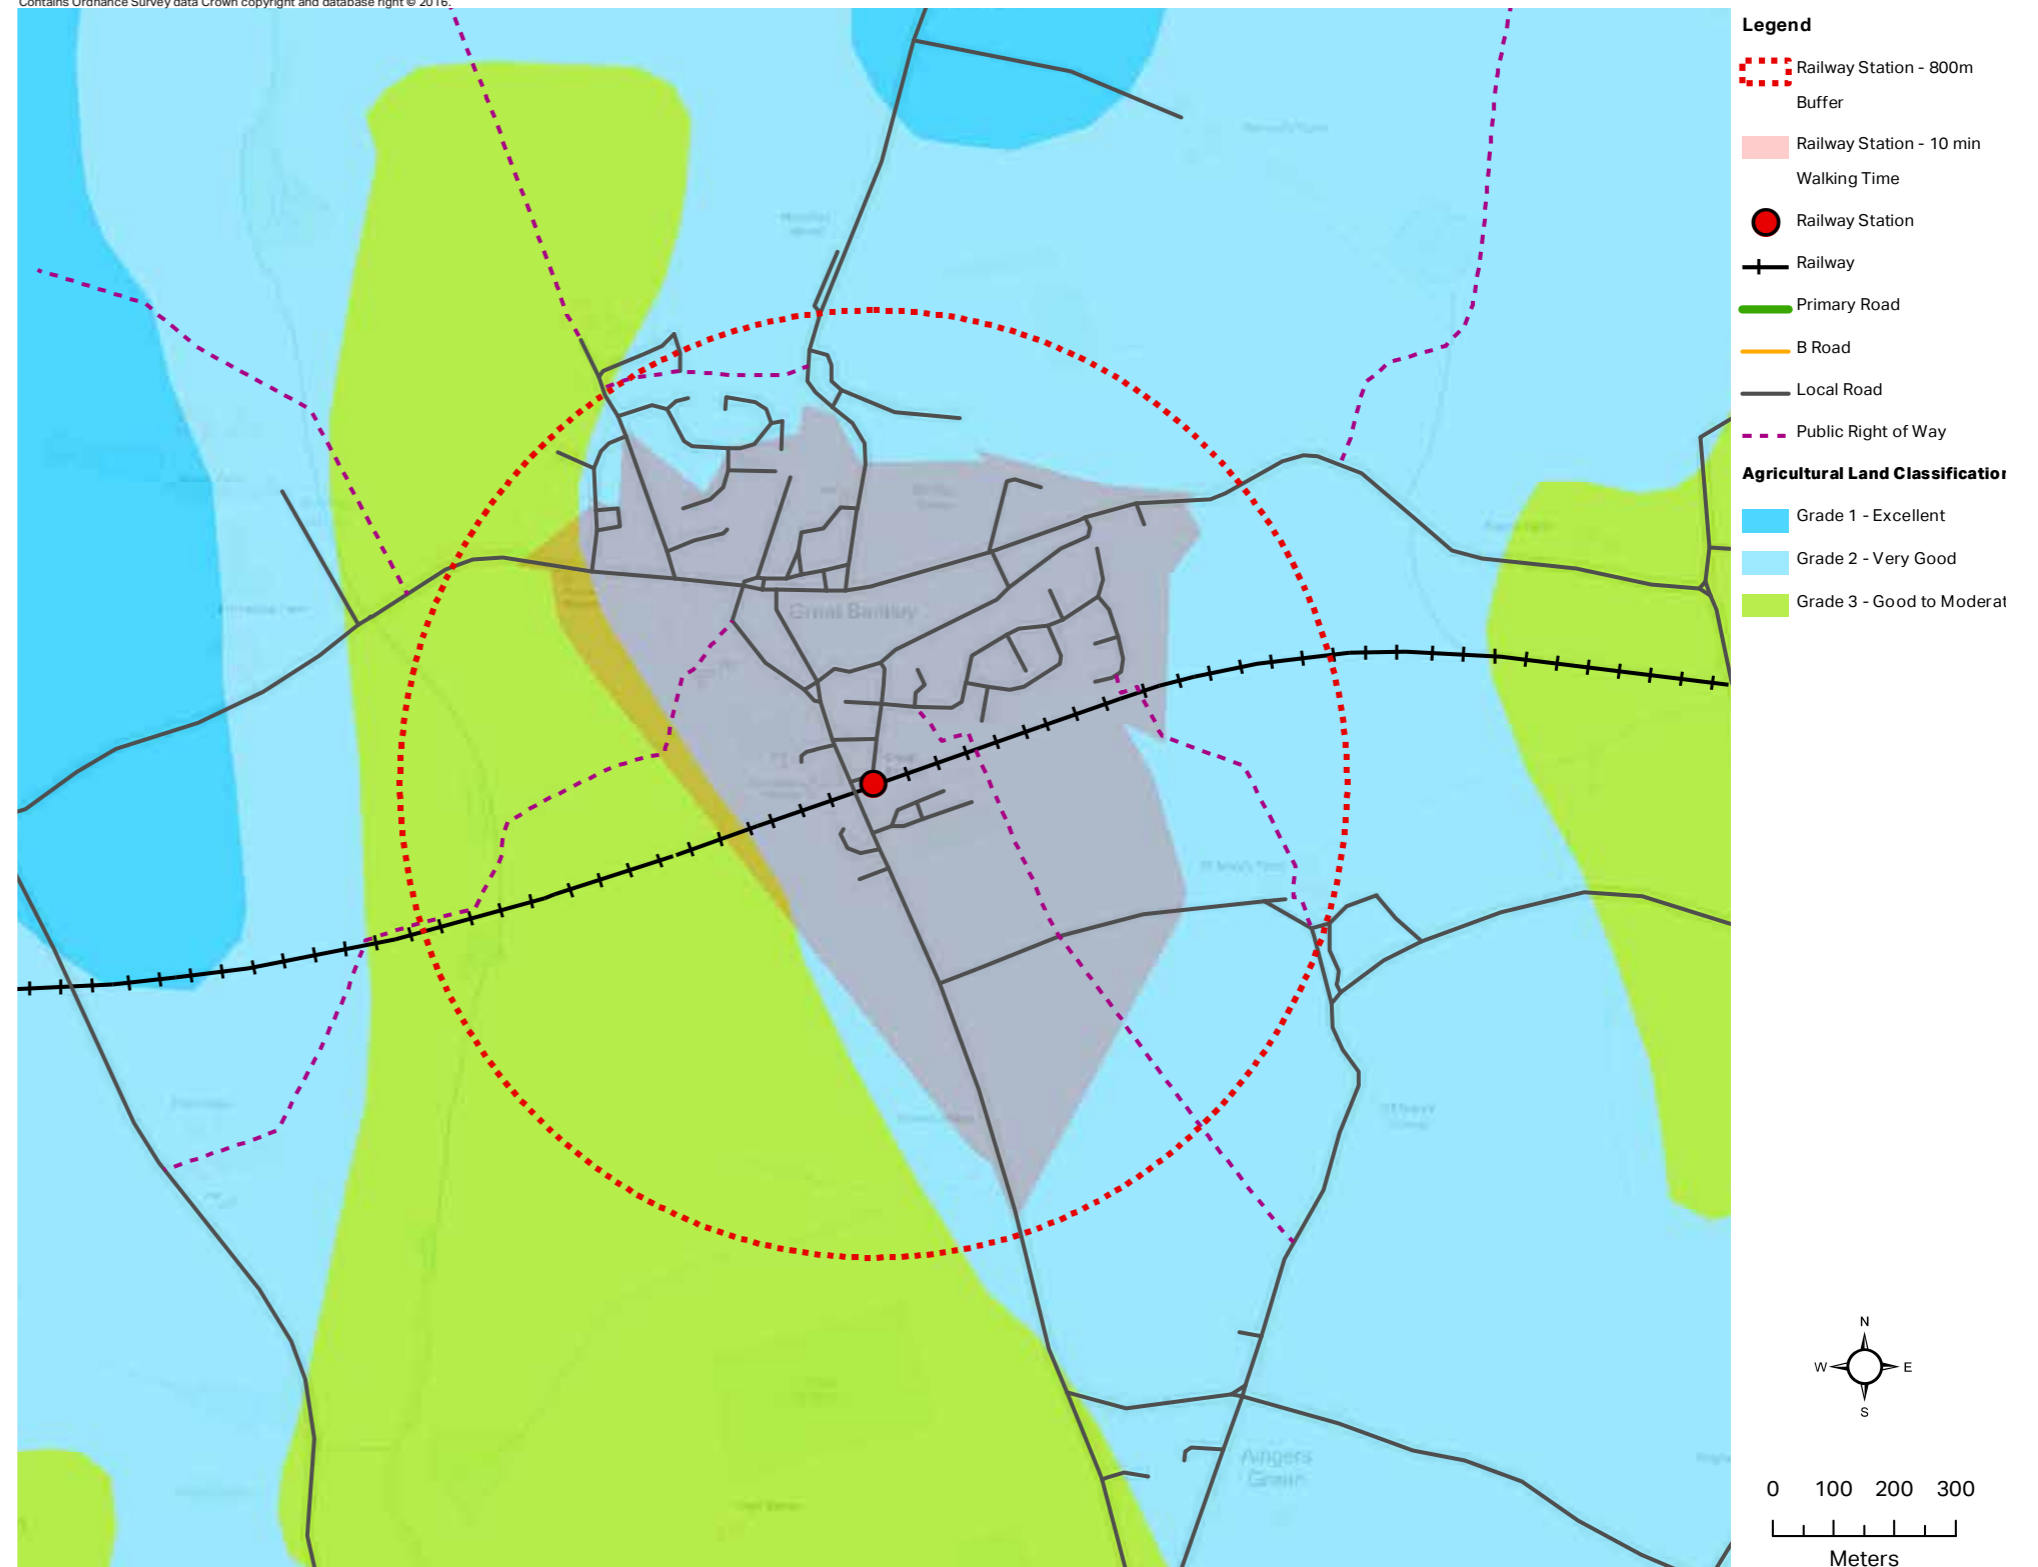 Contains Ordnance Survey data Crown copyright and database right © 2016.
Legend
Railway Station - 800m
Buffer
Railway Station - 10 min
Walking Time
Railway Station
Railway
Primary Road
B Road
Local Road
Public Right of Way
Agricultural Land Classification
Grade 1 - Excellent
Grade 2 - Very Good
Grade 3 - Good to Moderat
Great Bentley
Aingers
Green
N
W
E
S
0 100 200 300
Meters